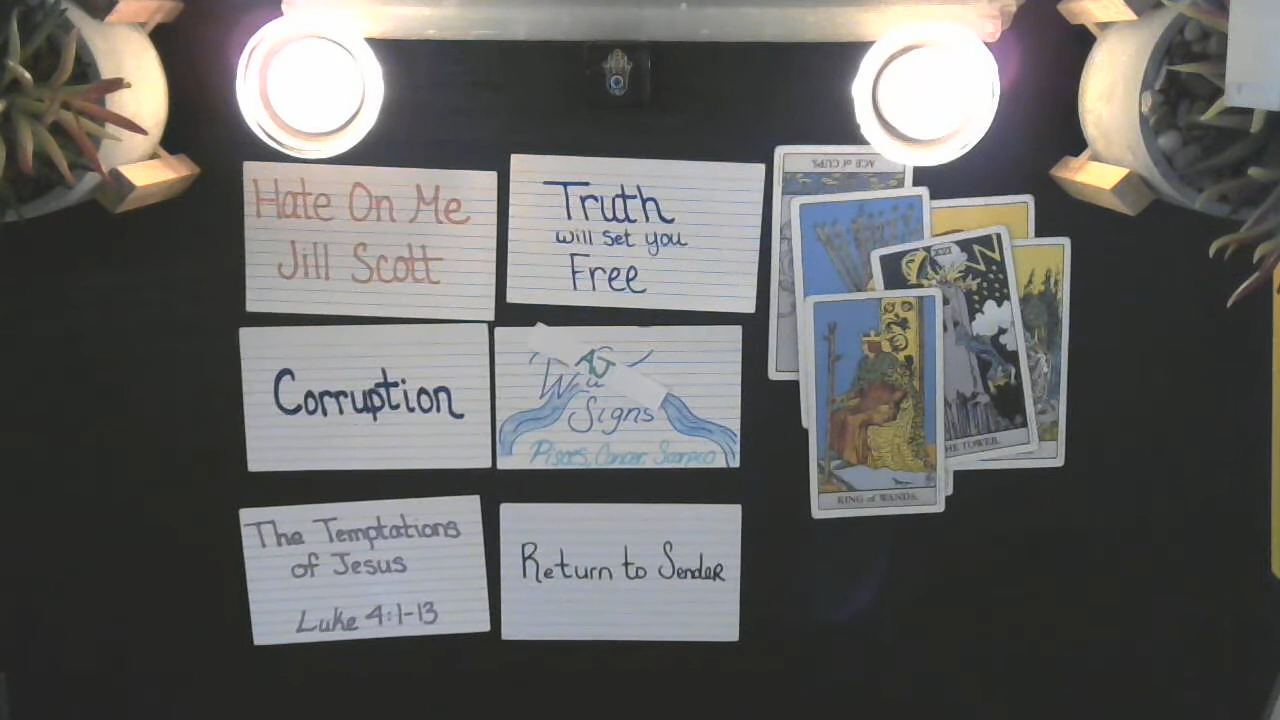 Hate On Me
Jill Scott
Truth
will set you
Free
Corruption
Signs
Pisces, Cancer, Scorpio
The Temptations
of Jesus
Luke 4:1-13
Return to Sender
ACE of CUPS
XVI
THE TOWER.
KING of WANDS.